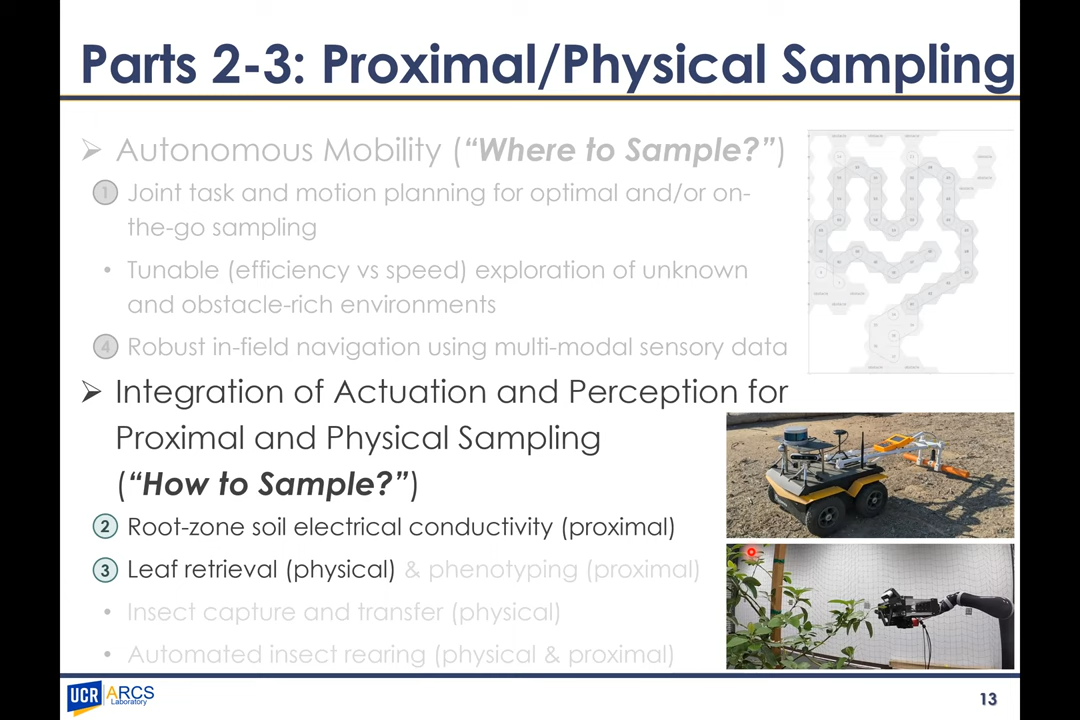 Parts 2-3: Proximal/Physical Sampling
➢ Autonomous Mobility (“Where to Sample?”)
1 Joint task and motion planning for optimal and/or on-
the-go sampling
• Tunable (efficiency vs speed) exploration of unknown
and obstacle-rich environments
4 Robust in-field navigation using multi-modal sensory data
➢ Integration of Actuation and Perception for
Proximal and Physical Sampling
(“How to Sample?”)
2 Root-zone soil electrical conductivity (proximal)
3 Leaf retrieval (physical) & phenotyping (proximal)
• Insect capture and transfer (physical)
• Automated insect rearing (physical & proximal)
UCR ARCS
Laboratory
13